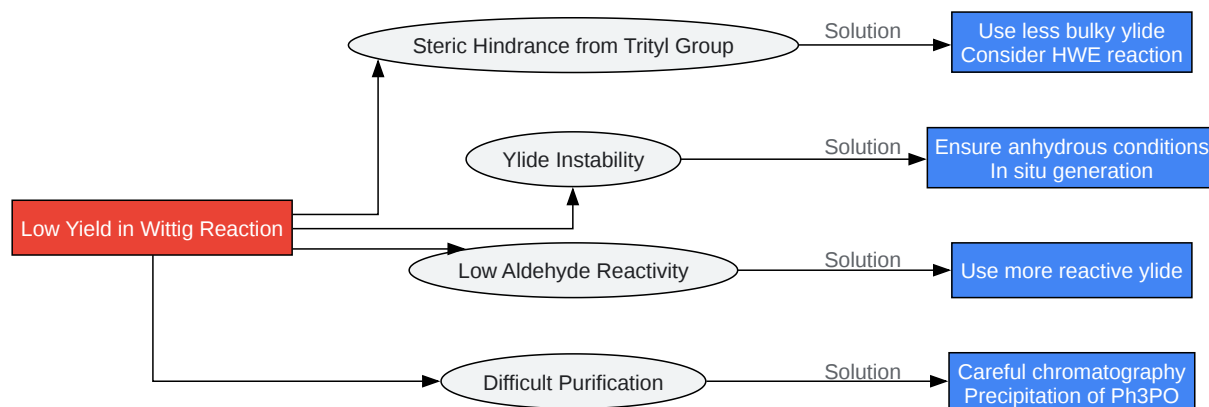 Steric Hindrance from Trityl Group
Solution
Use less bulky ylide
Consider HWE reaction
Ylide Instability
Solution
Ensure anhydrous conditions
In situ generation
Low Yield in Wittig Reaction
Low Aldehyde Reactivity
Solution
Use more reactive ylide
Difficult Purification
Solution
Careful chromatography
Precipitation of Ph3PO